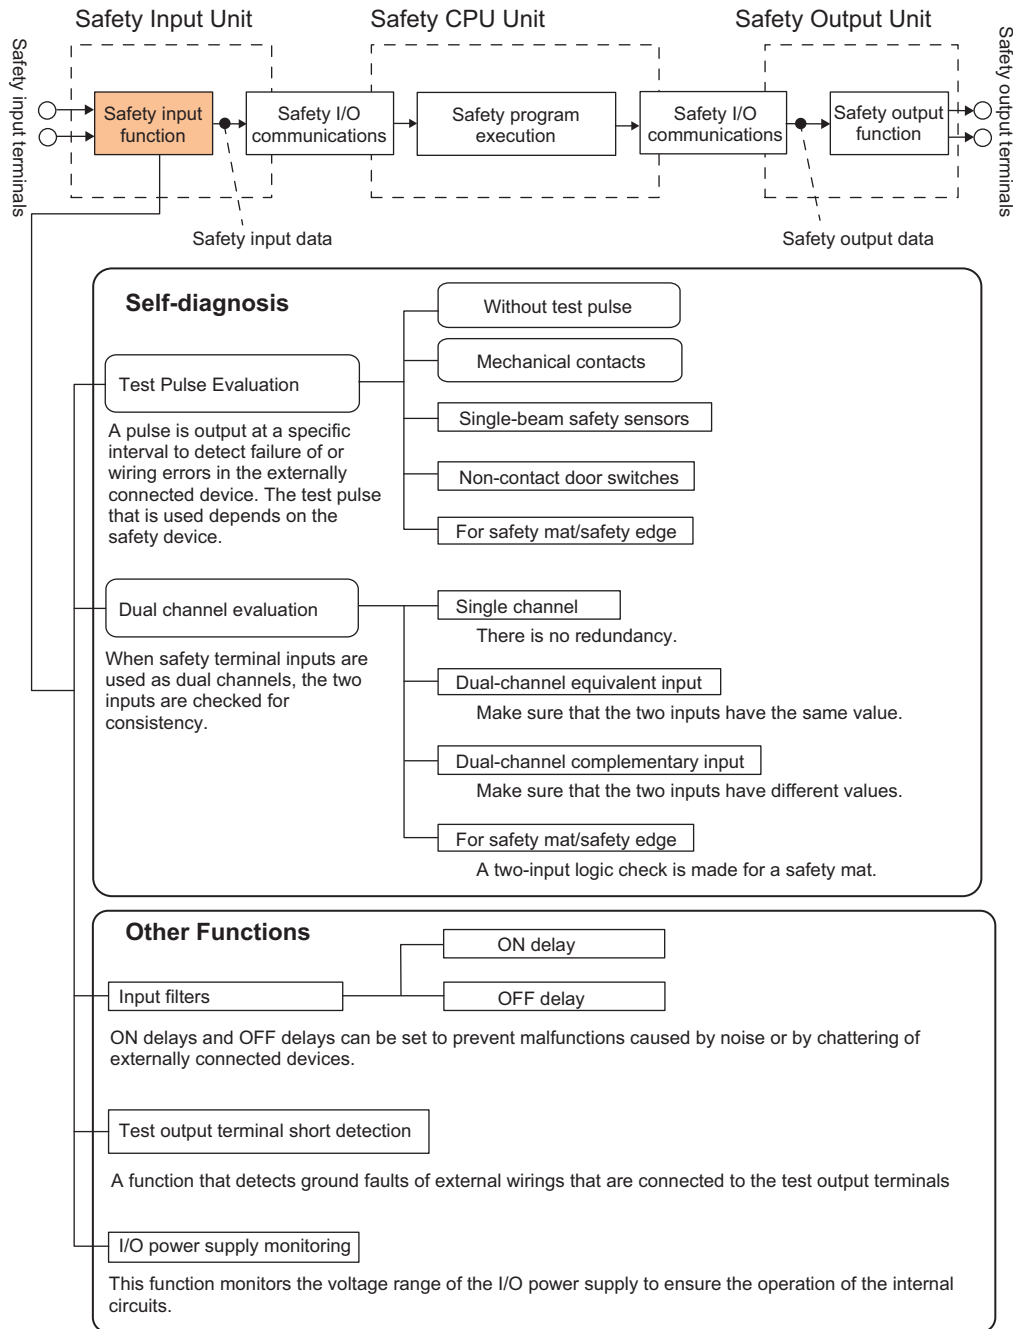 Safety Input Unit
Safety CPU Unit
Safety Output Unit
Safety input terminals
Safety input
function
Safety I/O
communications
Safety program
execution
Safety I/O
communications
Safety output
function
Safety output terminals
Safety input data
Safety output data
Self-diagnosis
Without test pulse
Mechanical contacts
Test Pulse Evaluation
Single-beam safety sensors
A pulse is output at a specific
interval to detect failure of or
wiring errors in the externally
connected device. The test pulse
that is used depends on the
safety device.
Non-contact door switches
For safety mat/safety edge
Dual channel evaluation
Single channel
There is no redundancy.
When safety terminal inputs are
used as dual channels, the two
inputs are checked for
consistency.
Dual-channel equivalent input
Make sure that the two inputs have the same value.
Dual-channel complementary input
Make sure that the two inputs have different values.
For safety mat/safety edge
A two-input logic check is made for a safety mat.
Other Functions
ON delay
Input filters
OFF delay
ON delays and OFF delays can be set to prevent malfunctions caused by noise or by chattering of
externally connected devices.
Test output terminal short detection
A function that detects ground faults of external wirings that are connected to the test output terminals
I/O power supply monitoring
This function monitors the voltage range of the I/O power supply to ensure the operation of the internal
circuits.